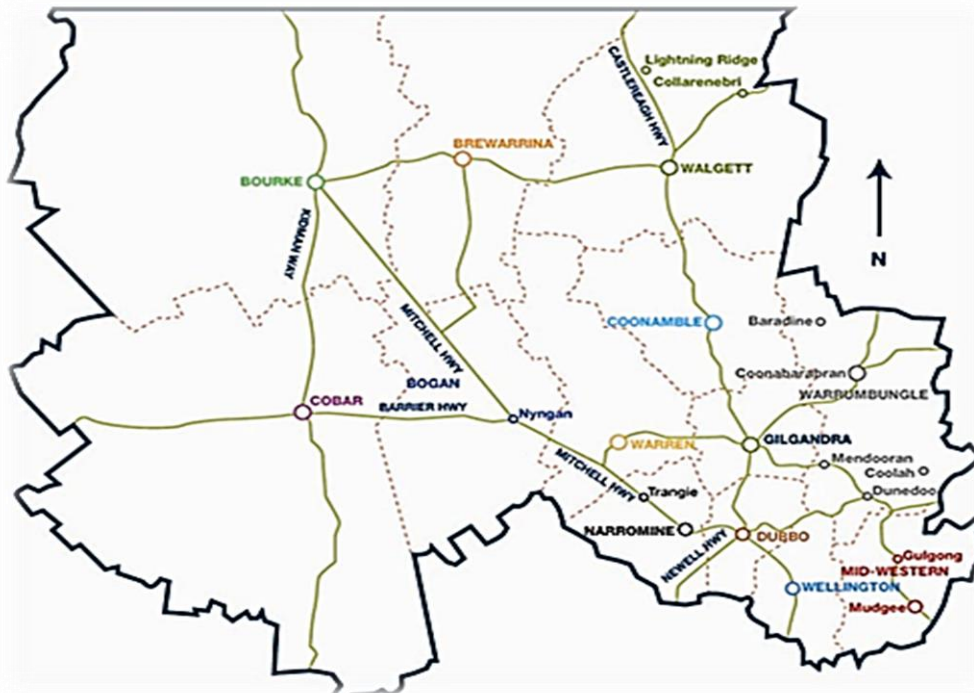 Lightning Ridge
Collarenebri
CASTLEREAGH HWY
BREWARRINA
WALGETT
BOURKE
KIDMAN WAY
N
COONAMBLE
Baradine
MITCHELL HWY
Coonabarabran
BOGAN
WARRUMBUNGLE
COBAR
BARRIER HWY
Nyngan
WARREN
GILGANDRA
MITCHELL HWY
Mendooran
Coolah
Trangie
Dunedoo
NARROMINE
DUBBO
NEWELL HWY
Gulgong
MID-WESTERN
WELLINGTON
Mudgee